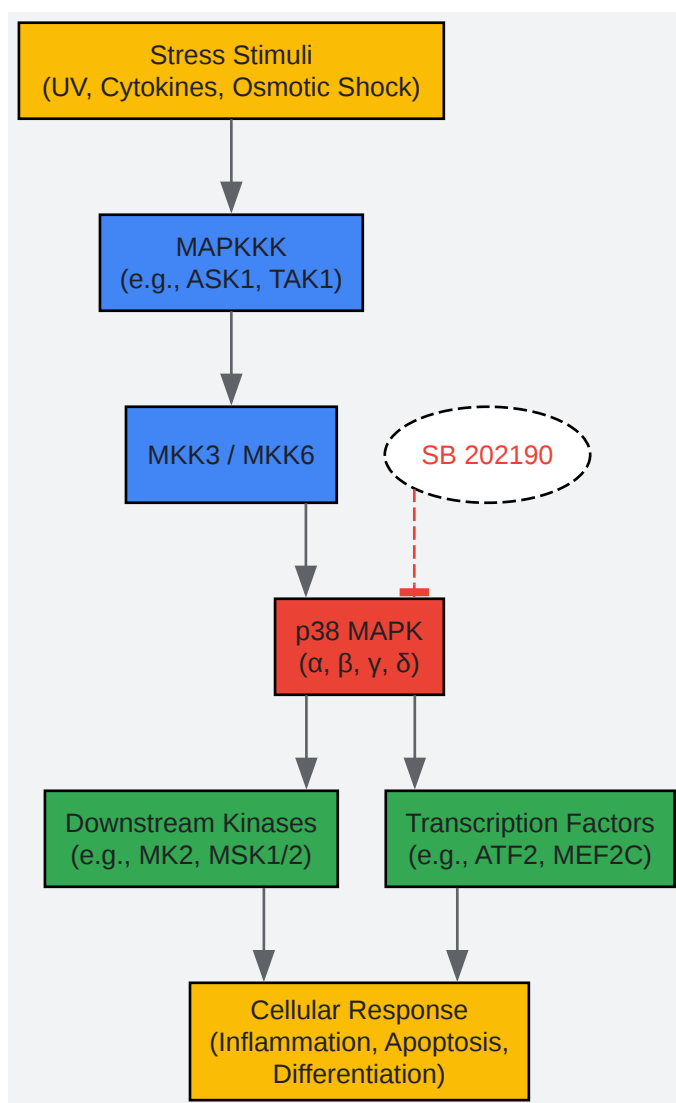 Stress Stimuli
(UV, Cytokines, Osmotic Shock)
MAPKKK
(e.g., ASK1, TAK1)
MKK3 / MKK6
SB 202190
p38 MAPK
(α, β, γ, δ)
Downstream Kinases
(e.g., MK2, MSK1/2)
Transcription Factors
(e.g., ATF2, MEF2C)
Cellular Response
(Inflammation, Apoptosis,
Differentiation)